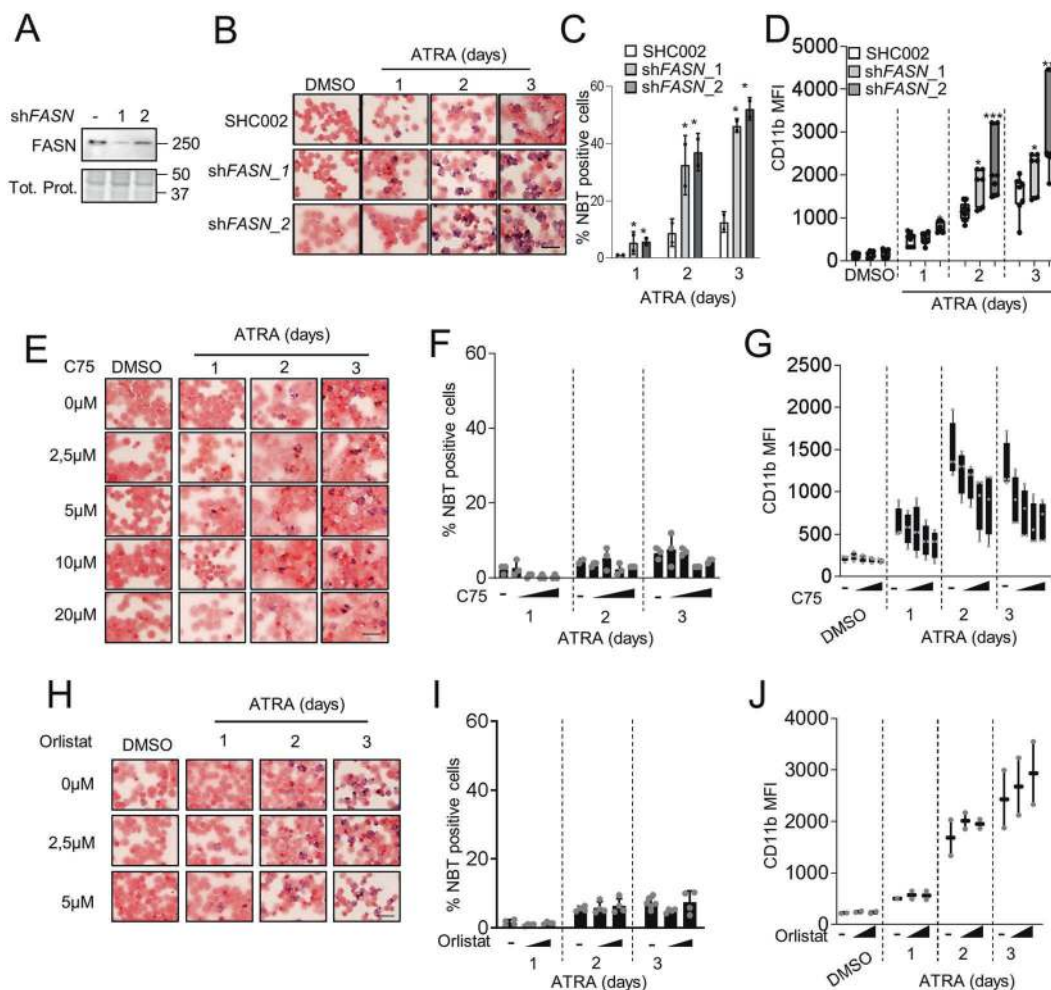 A
shFASN - 1 2
FASN
250
Tot. Prot.
50
37
B
ATRA (days)
DMSO 1 2 3
SHC002
shFASN_1
shFASN_2
C
SHC002
shFASN_1
shFASN_2
% NBT positive cells
60
40
20
0
* * * * * *
1 2 3
ATRA (days)
D
SHC002
shFASN_1
shFASN_2
CD11b MFI
5000
4000
3000
2000
1000
0
* *** *
DMSO 1 2 3
ATRA (days)
E
ATRA (days)
C75 DMSO 1 2 3
0µM
2,5µM
5µM
10µM
20µM
F
% NBT positive cells
60
40
20
0
C75 - - -
1 2 3
ATRA (days)
G
CD11b MFI
2500
2000
1500
1000
500
0
C75 - - - -
DMSO 1 2 3
ATRA (days)
H
ATRA (days)
Orlistat DMSO 1 2 3
0µM
2,5µM
5µM
I
% NBT positive cells
60
40
20
0
Orlistat - - -
1 2 3
ATRA (days)
J
CD11b MFI
4000
3000
2000
1000
0
Orlistat - - - -
DMSO 1 2 3
ATRA (days)